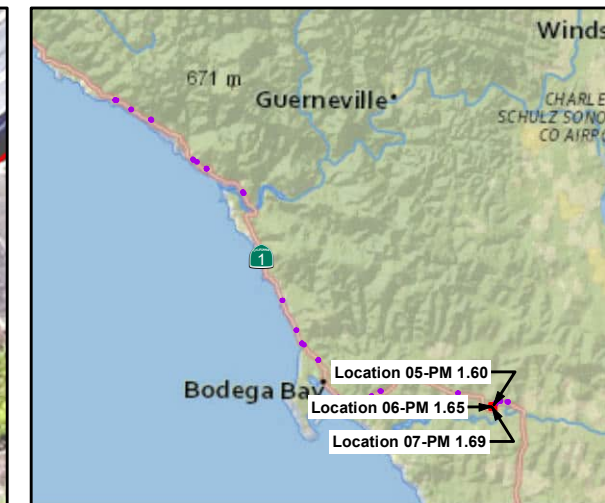 Winds
671 m
Guerneville
CHARLE
SCHULZ SONO
CO AIRPO
1
Location 05-PM 1.60
Bodega Bay
Location 06-PM 1.65
Location 07-PM 1.69